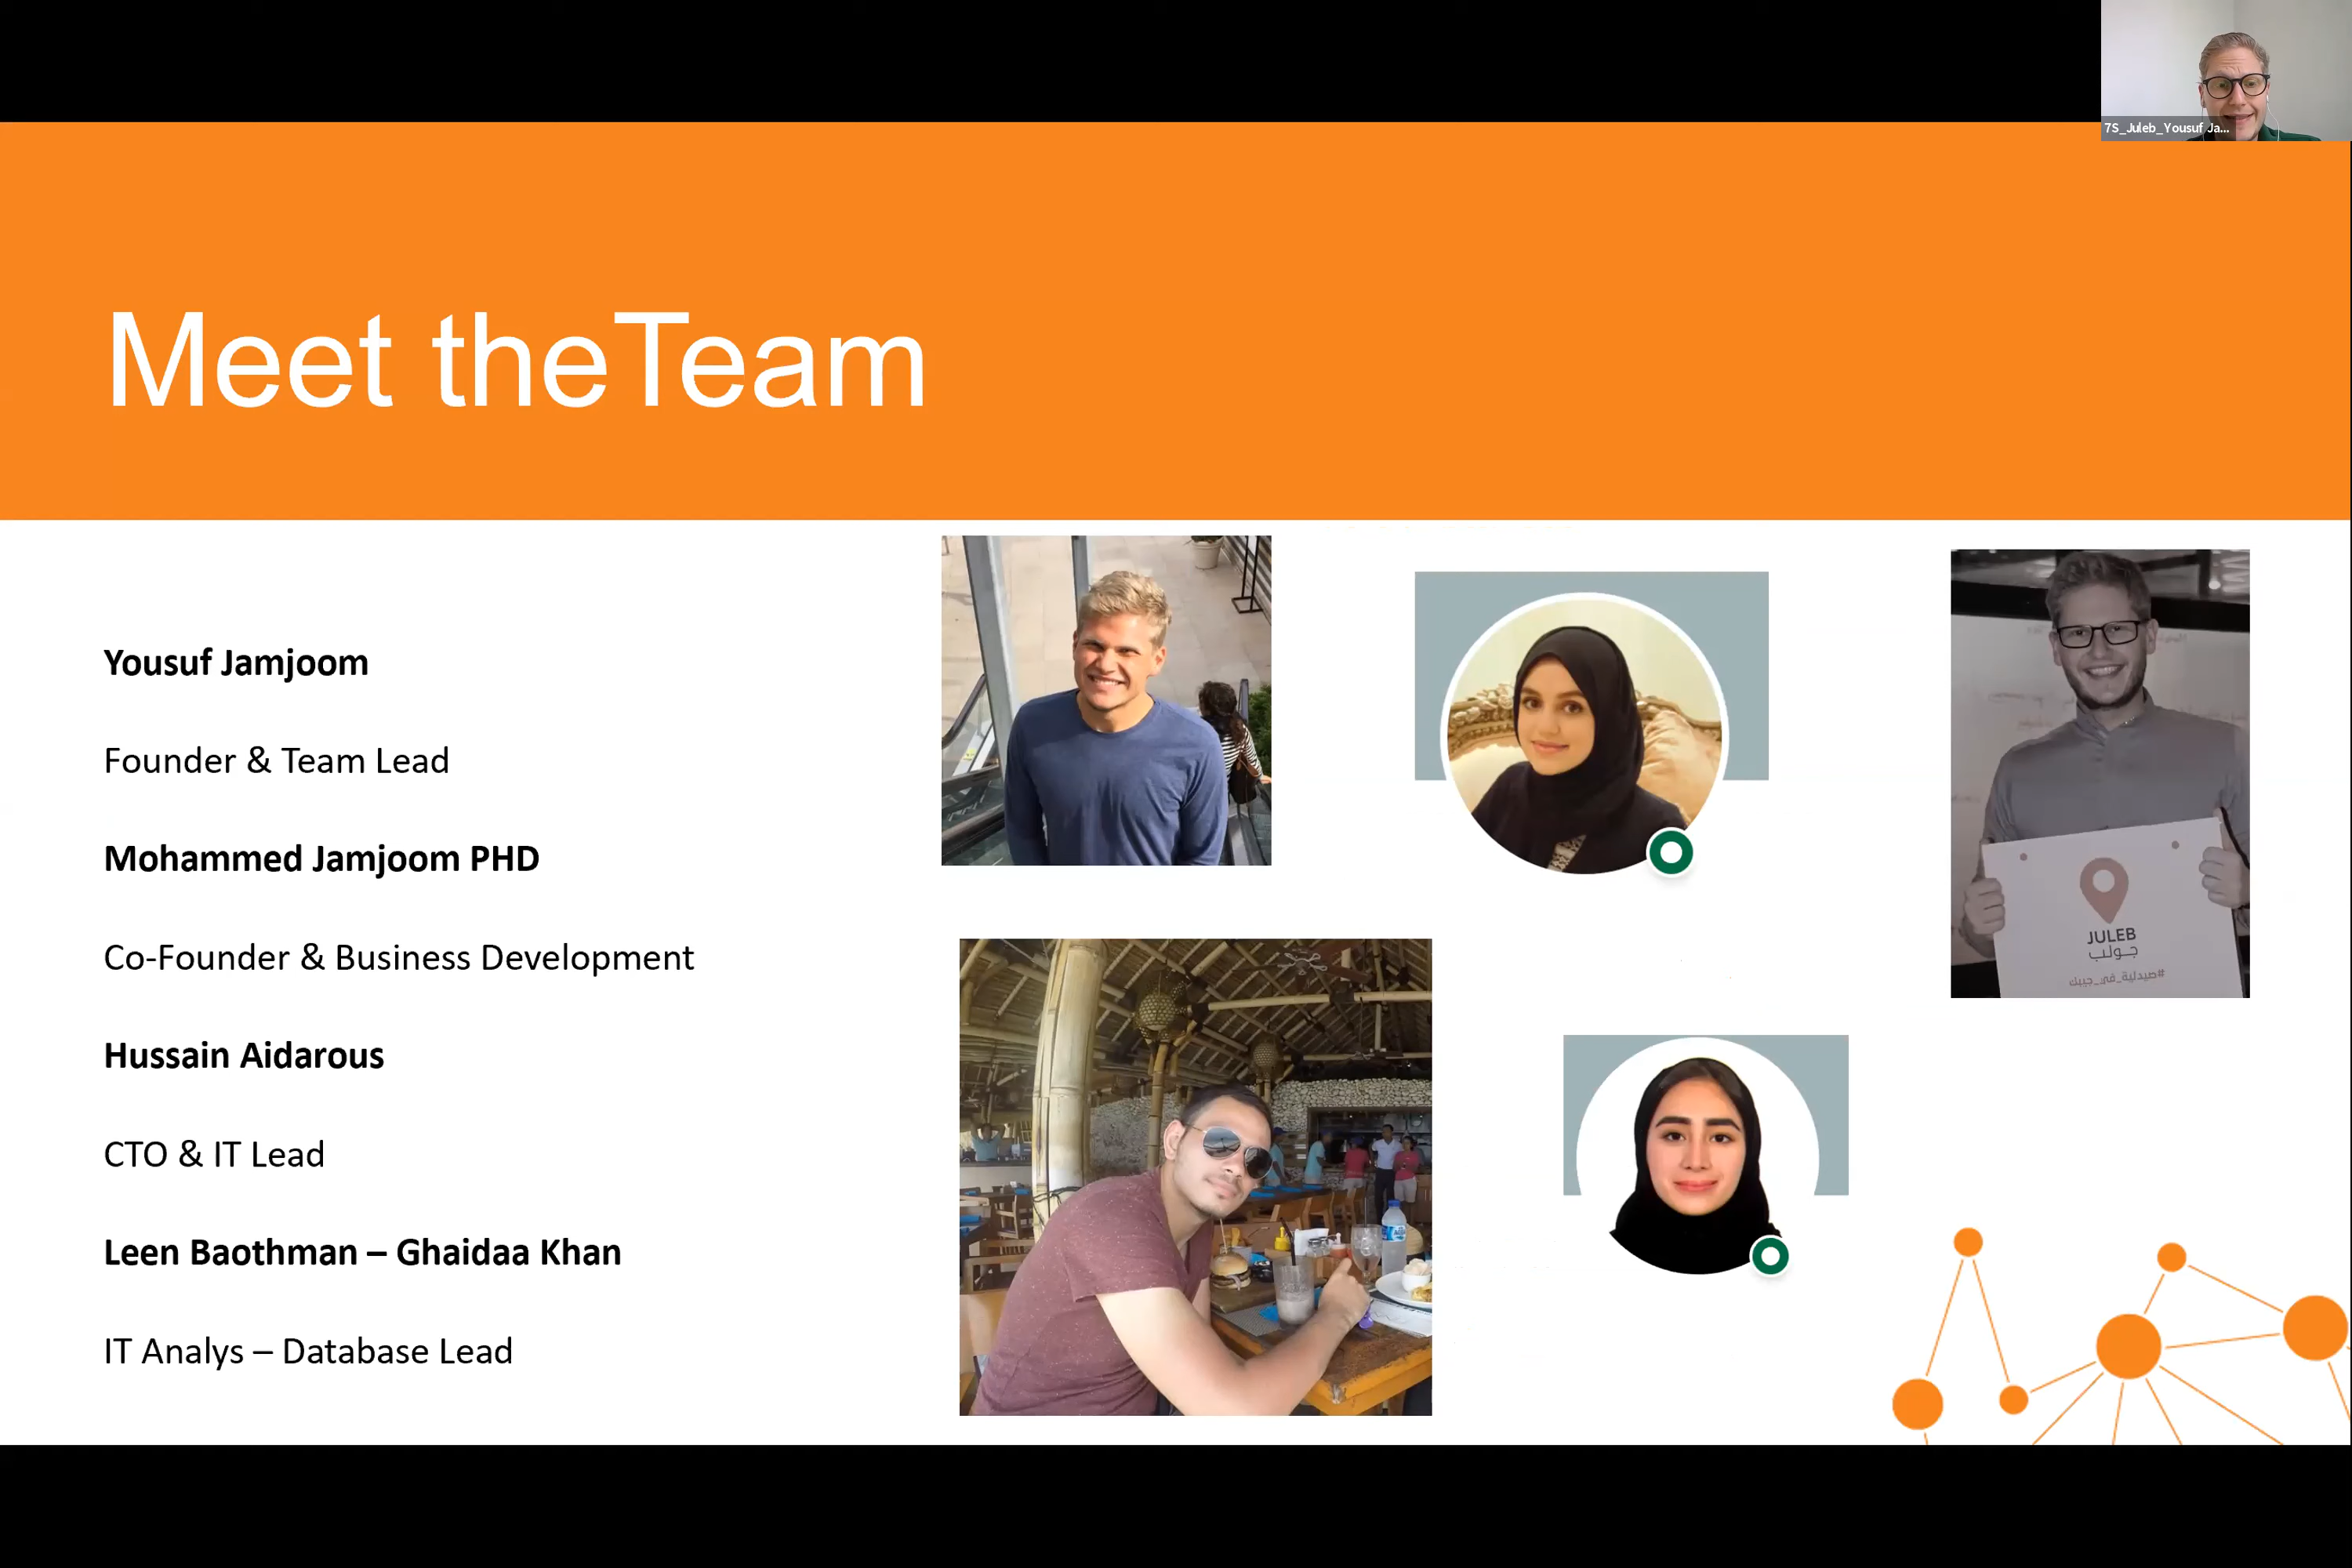 7S_Juleb_Yousuf Ja...
Meet theTeam
Yousuf Jamjoom
Founder & Team Lead
Mohammed Jamjoom PHD
Co-Founder & Business Development
Hussain Aidarous
CTO & IT Lead
Leen Baothman – Ghaidaa Khan
IT Analys – Database Lead
JULEB
جولب
#صيدلية_في_جيبك